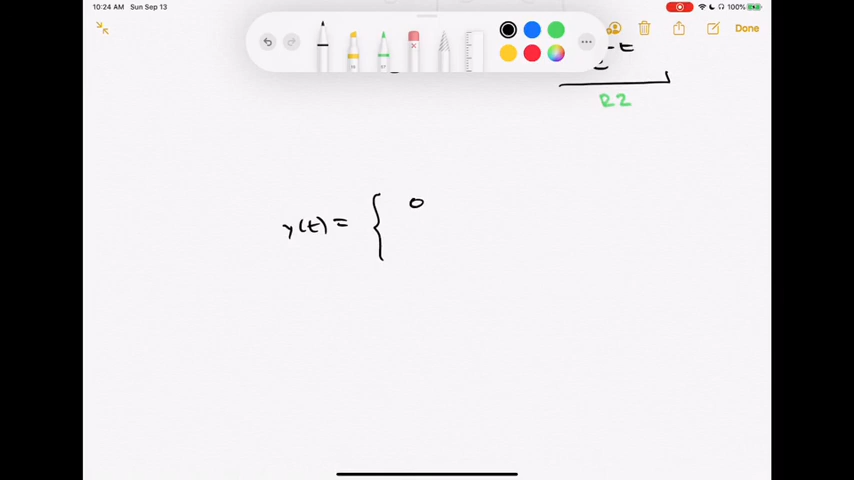 10:24 AM Sun Sep 13
100%
Done
-t
R2
0
y(t) = {